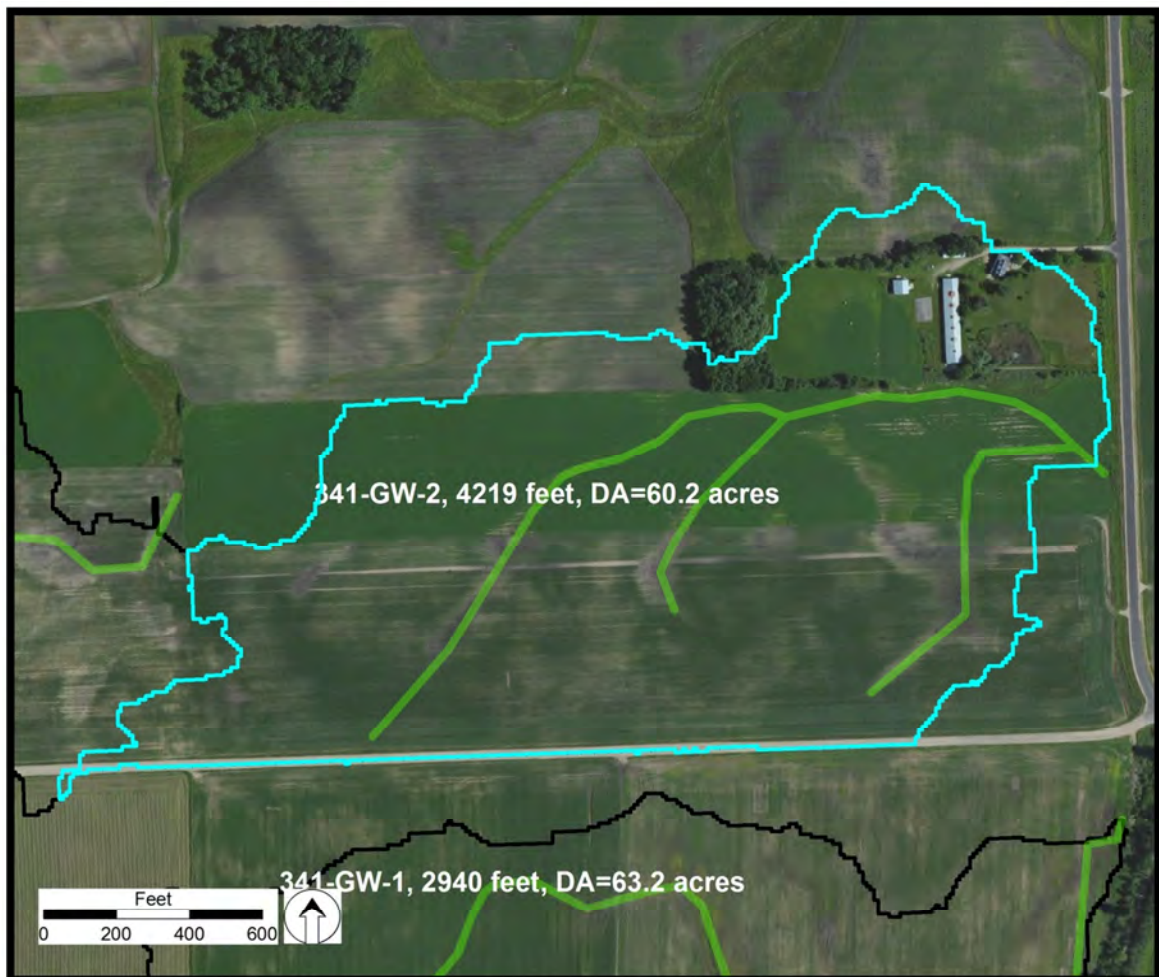 341-GW-2, 4219 feet, DA=60.2 acres
341-GW-1, 2940 feet, DA=63.2 acres
Feet
0 200 400 600